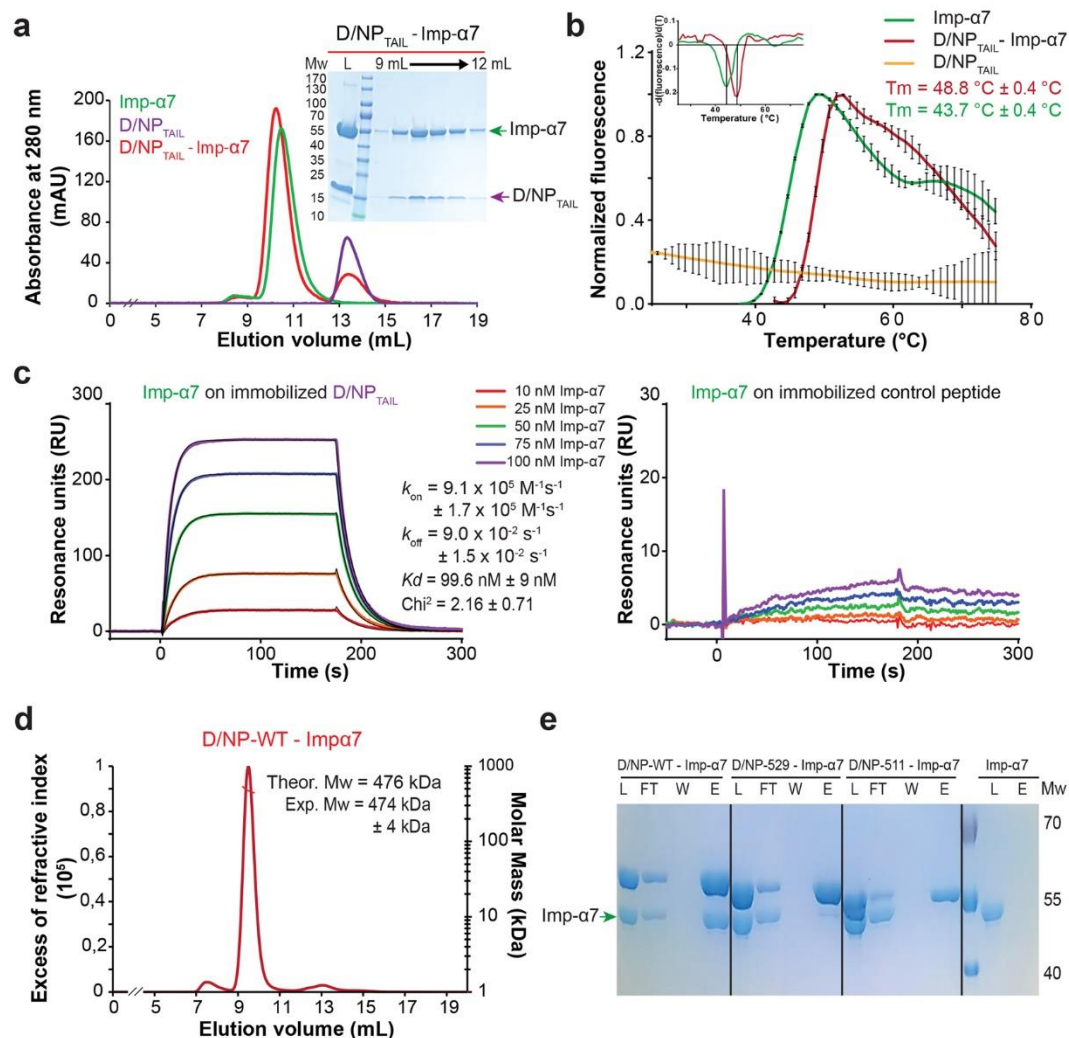 a
D/NPTAIL - Imp-α7
Mw L 9 mL 12 mL
170
130
100
70
55
40
35
25
15
10
Imp-α7
D/NPTAIL
Imp-α7
D/NPTAIL
D/NPTAIL - Imp-α7
Absorbance at 280 nm
(mAU)
200
160
120
80
40
0
0 5 7 9 11 13 15 17 19
Elution volume (mL)
b
Imp-α7
D/NPTAIL - Imp-α7
D/NPTAIL
Tm = 48.8 °C ± 0.4 °C
Tm = 43.7 °C ± 0.4 °C
-d(fluorescence)/d(T)
0.1
0.0
0.1
0.2
40 60
Temperature (°C)
Normalized fluorescence
1.0
0.8
0.4
0.0
40 60 80
Temperature (°C)
c
Imp-α7 on immobilized D/NPTAIL
10 nM Imp-α7
25 nM Imp-α7
50 nM Imp-α7
75 nM Imp-α7
100 nM Imp-α7
kon = 9.1 x 10⁵ M⁻¹s⁻¹
± 1.7 x 10⁵ M⁻¹s⁻¹
koff = 9.0 x 10⁻² s⁻¹
± 1.5 x 10⁻² s⁻¹
Kd = 99.6 nM ± 9 nM
Chi² = 2.16 ± 0.71
Resonance units (RU)
300
200
100
0
0 100 200 300
Time (s)
Imp-α7 on immobilized control peptide
Resonance units (RU)
30
20
10
0
0 100 200 300
Time (s)
d
D/NP-WT - Impα7
Theor. Mw = 476 kDa
Exp. Mw = 474 kDa
± 4 kDa
Excess of refractive index
(10⁵)
1
0,8
0,6
0,4
0,2
0
0 5 7 9 11 13 15 17 19
Elution volume (mL)
1000
100
10
1
Molar Mass (kDa)
e
D/NP-WT - Imp-α7 D/NP-529 - Imp-α7 D/NP-511 - Imp-α7 Imp-α7
L FT W E L FT W E L FT W E L E Mw
70
55
40
Imp-α7